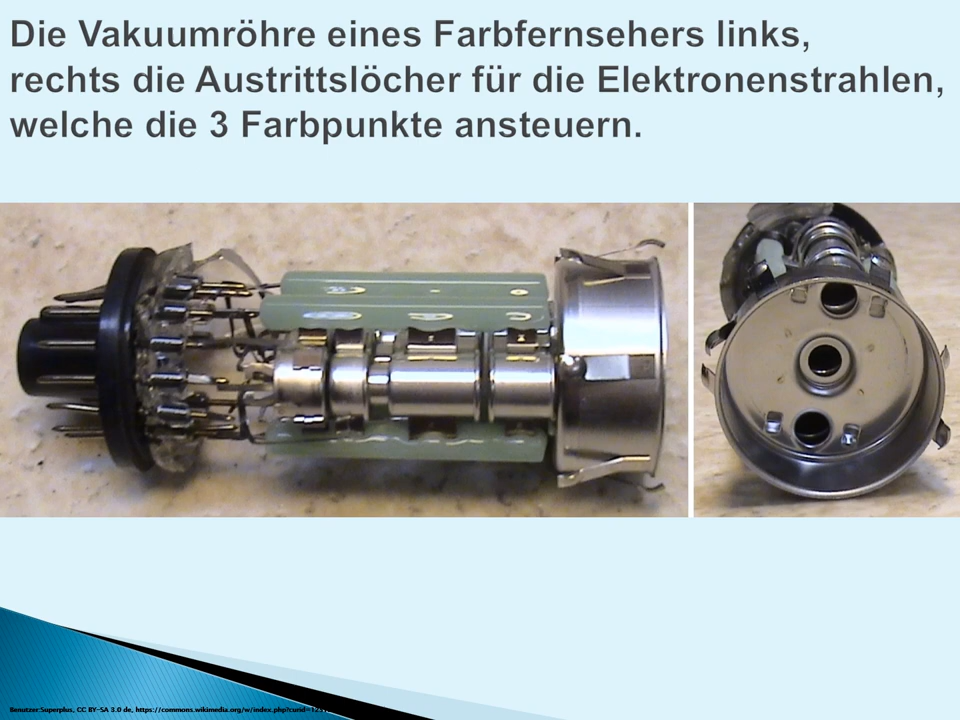 Die Vakuumröhre eines Farbfernsehers links,
rechts die Austrittslöcher für die Elektronenstrahlen,
welche die 3 Farbpunkte ansteuern.
Benutzer:Superplus, CC BY-SA 3.0 de, https://commons.wikimedia.org/w/index.php?curid=